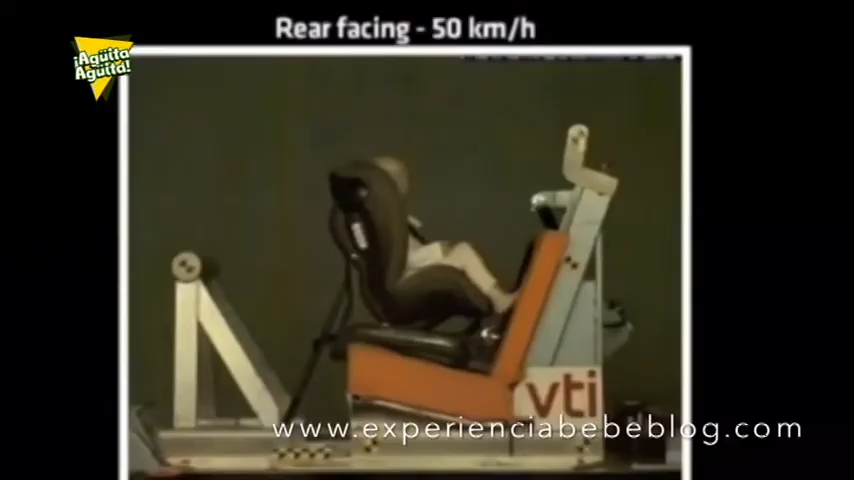 Rear facing - 50 km/h
¡Agüita
Agüita!
vti
www.experienciabebeblog.com